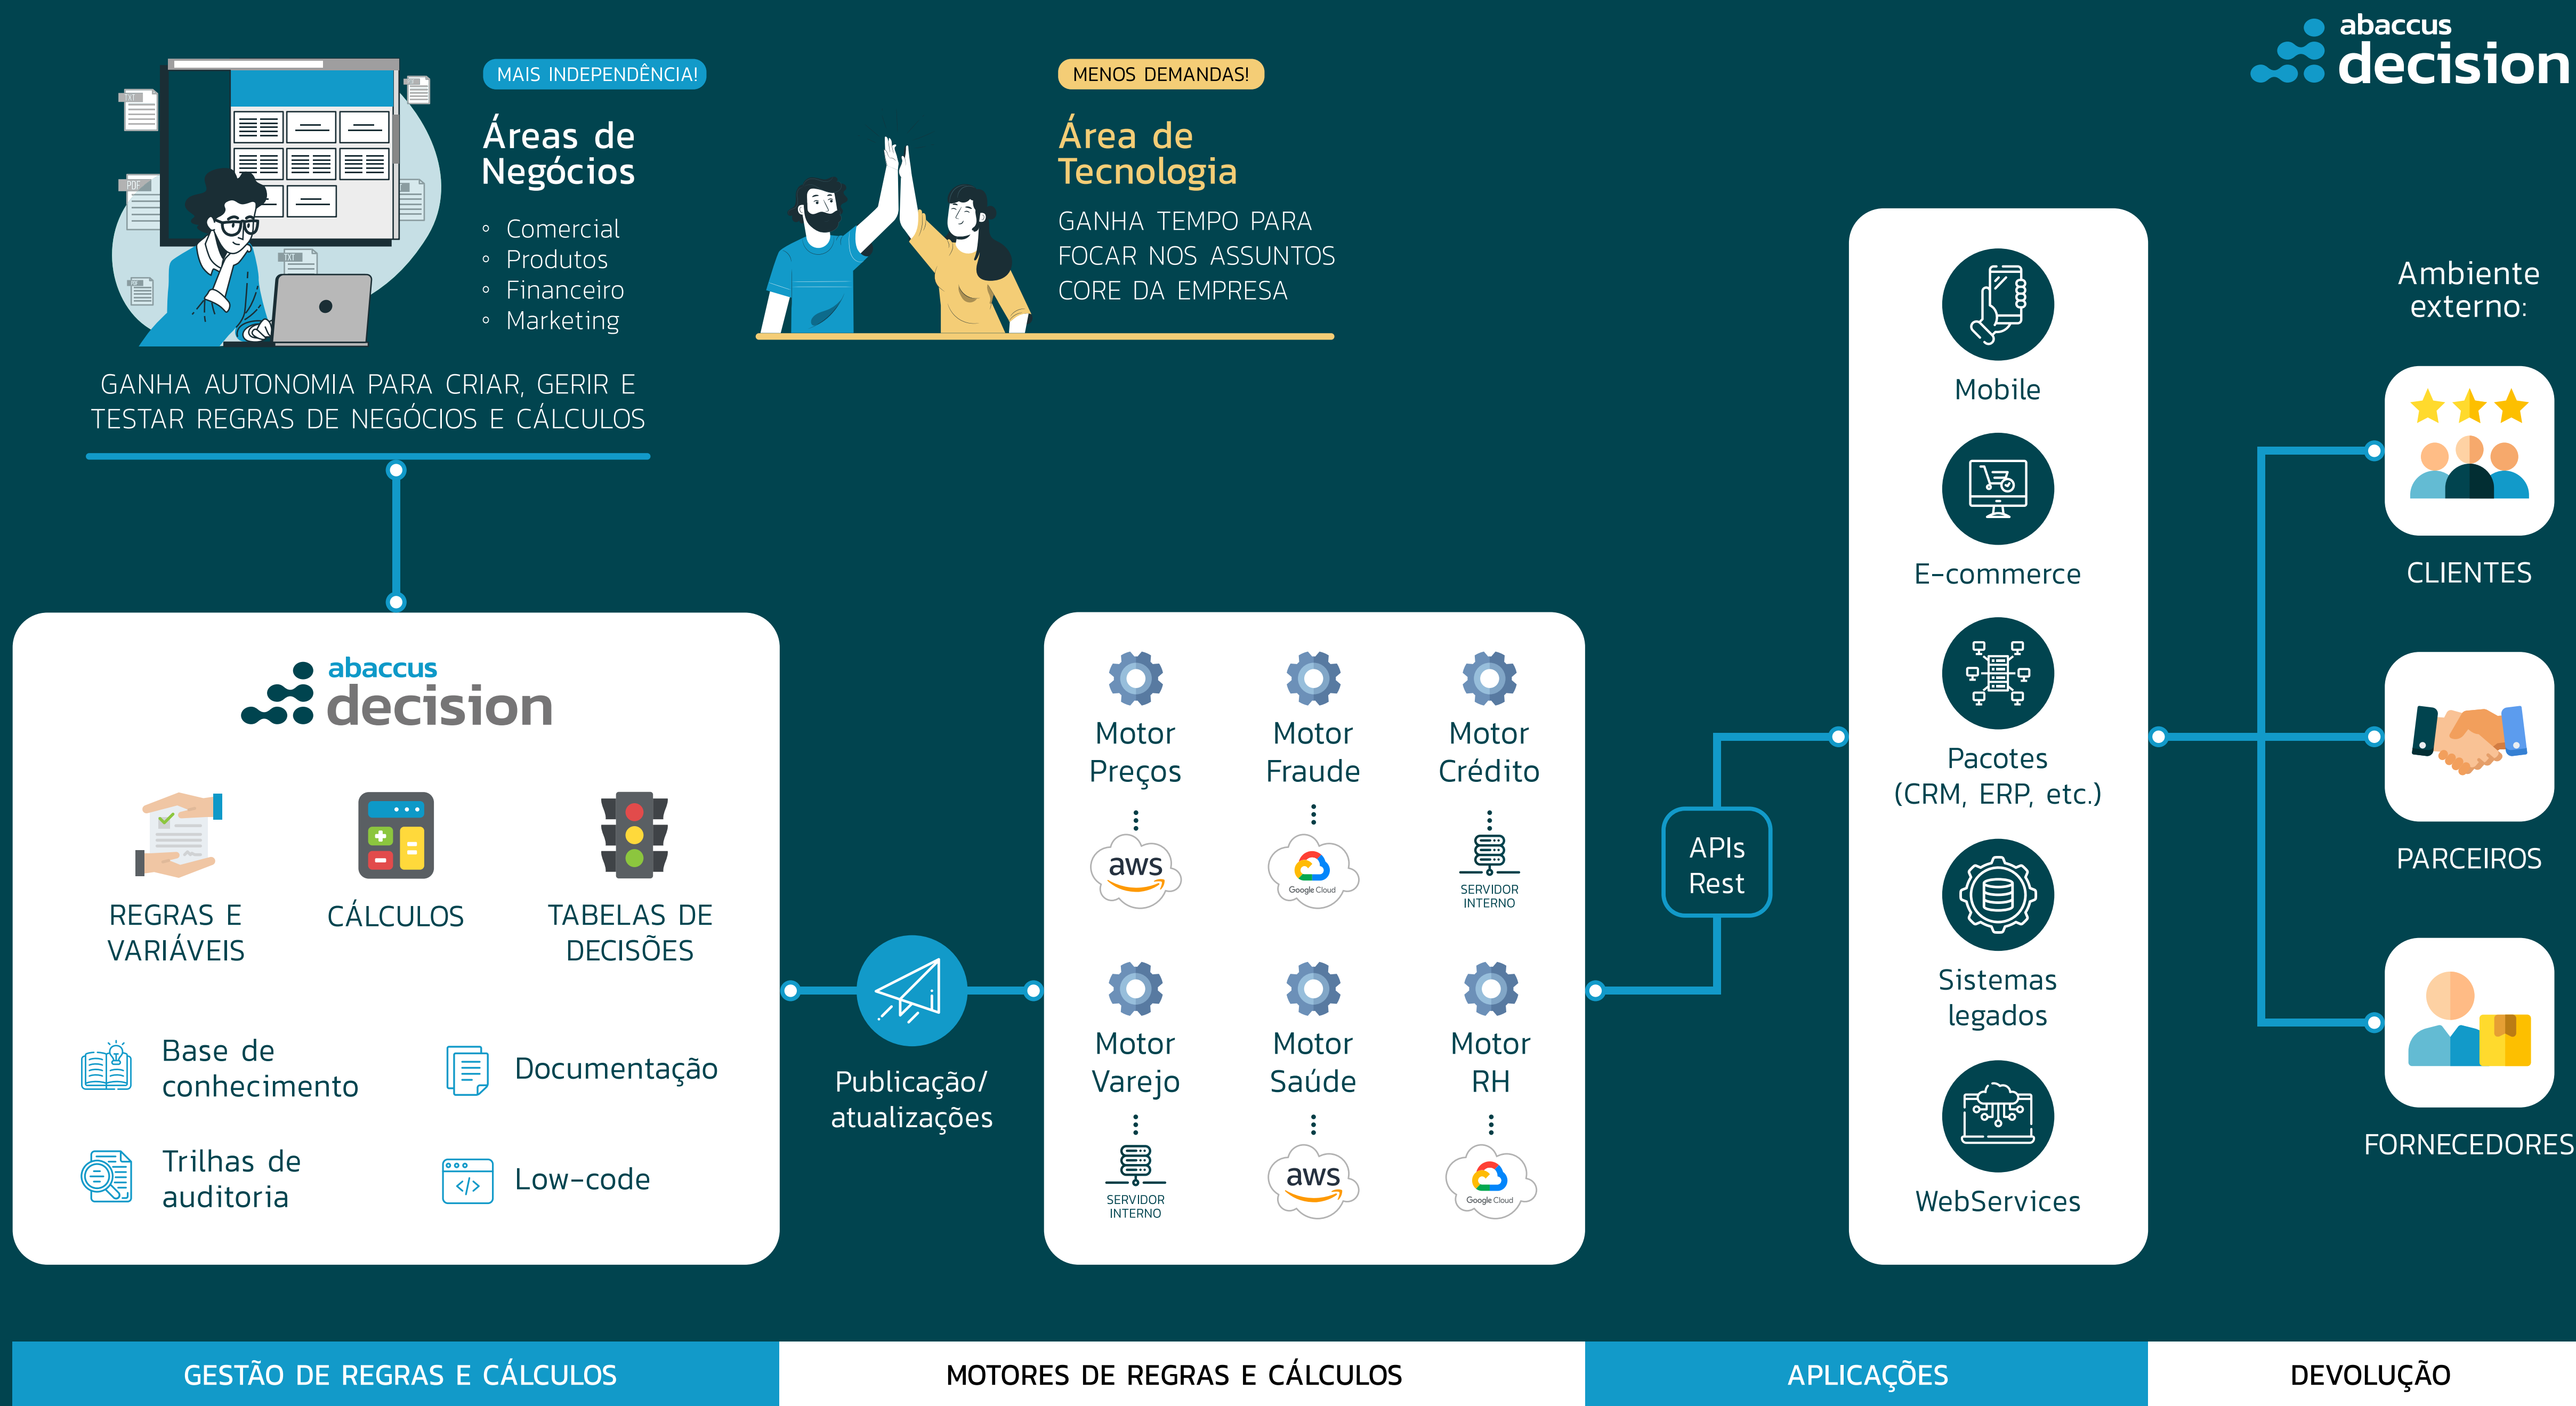 abaccus
decision
MAIS INDEPENDÊNCIA!
Áreas de
Negócios
◦ Comercial
◦ Produtos
◦ Financeiro
◦ Marketing
TXT
PDF
TXT
GANHA AUTONOMIA PARA CRIAR, GERIR E
TESTAR REGRAS DE NEGÓCIOS E CÁLCULOS
MENOS DEMANDAS!
Área de
Tecnologia
GANHA TEMPO PARA
FOCAR NOS ASSUNTOS
CORE DA EMPRESA
abaccus
decision
REGRAS E
VARIÁVEIS
CÁLCULOS
TABELAS DE
DECISÕES
Base de
conhecimento
Documentação
Trilhas de
auditoria
Low-code
Publicação/
atualizações
Motor
Preços
aws
Motor
Fraude
Google Cloud
Motor
Crédito
SERVIDOR
INTERNO
Motor
Varejo
SERVIDOR
INTERNO
Motor
Saúde
aws
Motor
RH
Google Cloud
APIs
Rest
Mobile
E-commerce
Pacotes
(CRM, ERP, etc.)
Sistemas
legados
WebServices
Ambiente
externo:
CLIENTES
PARCEIROS
FORNECEDORES
GESTÃO DE REGRAS E CÁLCULOS
MOTORES DE REGRAS E CÁLCULOS
APLICAÇÕES
DEVOLUÇÃO